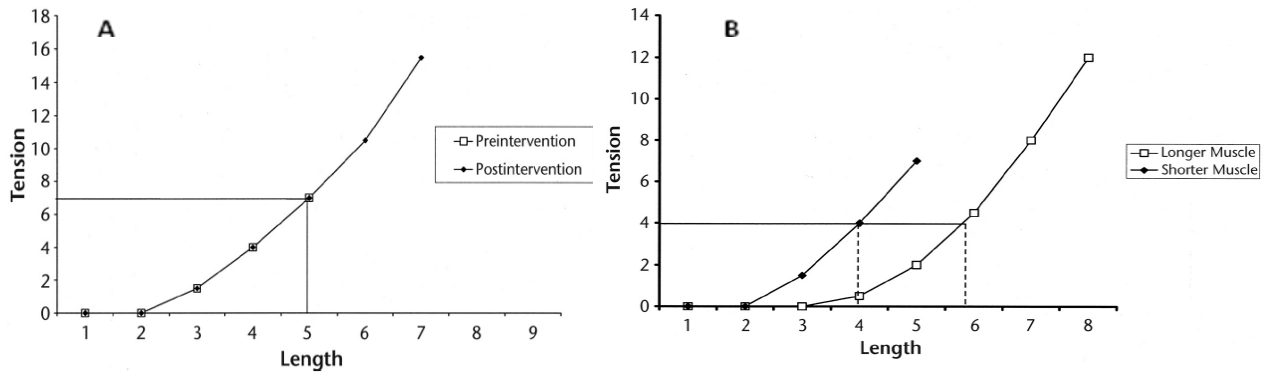 A
18
16
14
12
10
8
6
4
2
0
Tension
1 2 3 4 5 6 7 8 9
Length
Preintervention
Postintervention
B
14
12
10
8
6
4
2
0
Tension
1 2 3 4 5 6 7 8
Length
Longer Muscle
Shorter Muscle